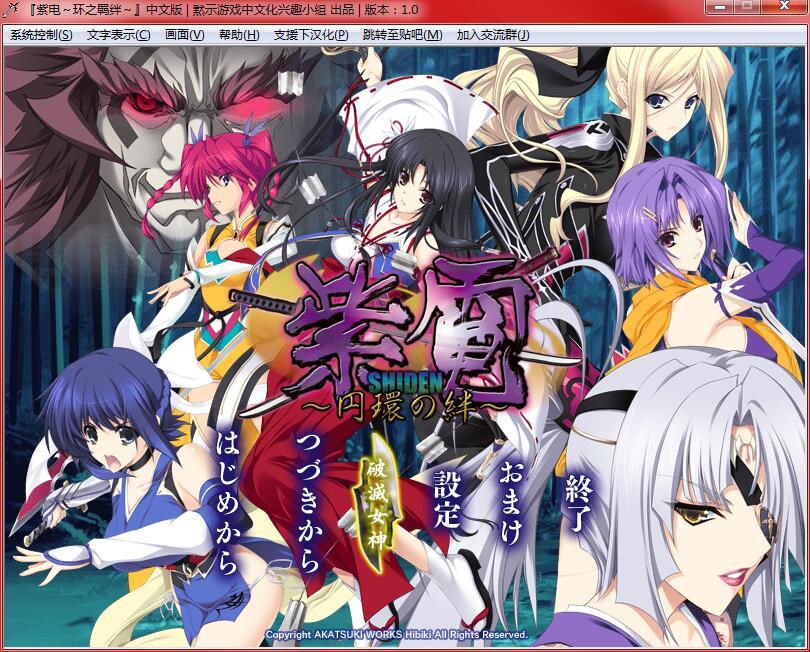 『紫电～环之羁绊～』中文版 | 默示游戏中文化兴趣小组 出品 | 版本：1.0
系统控制(S) 文字表示(C) 画面(V) 帮助(H) 支援下汉化(P) 跳转至贴吧(M) 加入交流群(J)
紫電
SHIDEN
～円環の絆～
はじめから
つづきから
破滅女神
設定
おまけ
終了
Copyright AKATSUKI WORKS Hibiki All Rights Reserved.